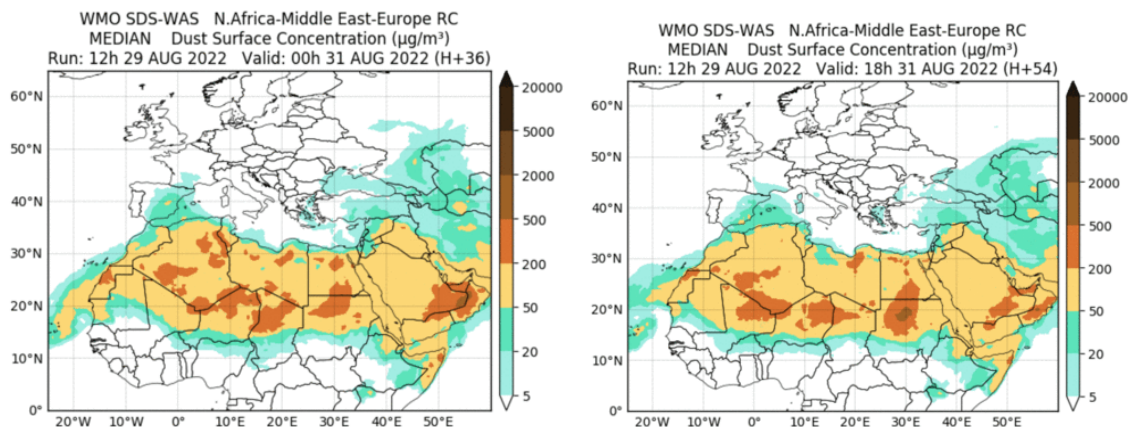 WMO SDS-WAS N.Africa-Middle East-Europe RC
MEDIAN Dust Surface Concentration (µg/m³)
Run: 12h 29 AUG 2022 Valid: 00h 31 AUG 2022 (H+36)
60°N
50°N
40°N
30°N
20°N
10°N
0°
20°W
10°W
0°
10°E
20°E
30°E
40°E
50°E
20000
5000
2000
500
200
50
20
5
WMO SDS-WAS N.Africa-Middle East-Europe RC
MEDIAN Dust Surface Concentration (µg/m³)
Run: 12h 29 AUG 2022 Valid: 18h 31 AUG 2022 (H+54)
60°N
50°N
40°N
30°N
20°N
10°N
0°
20°W
10°W
0°
10°E
20°E
30°E
40°E
50°E
20000
5000
2000
500
200
50
20
5